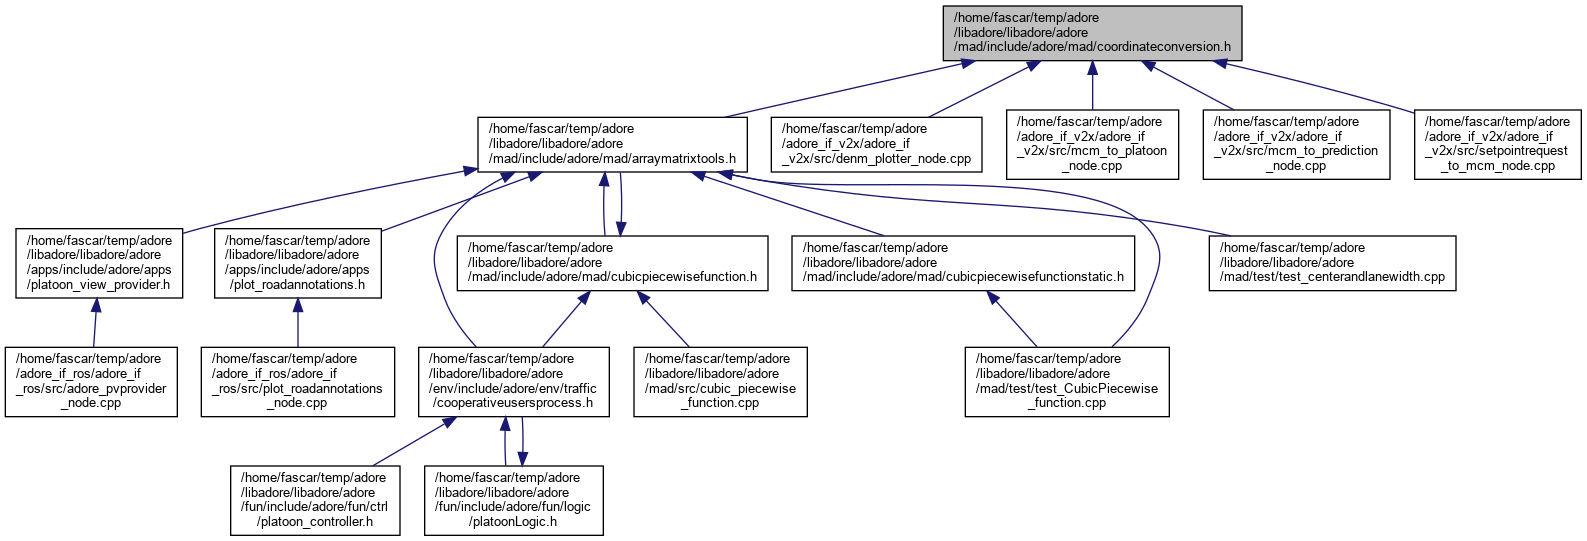 /home/fascar/temp/adore
/libadore/libadore/adore
/mad/include/adore/mad/coordinateconversion.h
/home/fascar/temp/adore
/libadore/libadore/adore
/mad/include/adore/mad/arraymatrixtools.h
/home/fascar/temp/adore
/adore_if_v2x/adore_if
_v2x/src/denm_plotter_node.cpp
/home/fascar/temp/adore
/adore_if_v2x/adore_if
_v2x/src/mcm_to_platoon
_node.cpp
/home/fascar/temp/adore
/adore_if_v2x/adore_if
_v2x/src/mcm_to_prediction
_node.cpp
/home/fascar/temp/adore
/adore_if_v2x/adore_if
_v2x/src/setpointrequest
_to_mcm_node.cpp
/home/fascar/temp/adore
/libadore/libadore/adore
/apps/include/adore/apps
/platoon_view_provider.h
/home/fascar/temp/adore
/libadore/libadore/adore
/apps/include/adore/apps
/plot_roadannotations.h
/home/fascar/temp/adore
/libadore/libadore/adore
/mad/include/adore/mad/cubicpiecewisefunction.h
/home/fascar/temp/adore
/libadore/libadore/adore
/mad/include/adore/mad/cubicpiecewisefunctionstatic.h
/home/fascar/temp/adore
/libadore/libadore/adore
/mad/test/test_centerandlanewidth.cpp
/home/fascar/temp/adore
/adore_if_ros/adore_if
_ros/src/adore_pvprovider
_node.cpp
/home/fascar/temp/adore
/adore_if_ros/adore_if
_ros/src/plot_roadannotations
_node.cpp
/home/fascar/temp/adore
/libadore/libadore/adore
/env/include/adore/env/traffic
/cooperativeusersprocess.h
/home/fascar/temp/adore
/libadore/libadore/adore
/mad/src/cubic_piecewise
_function.cpp
/home/fascar/temp/adore
/libadore/libadore/adore
/mad/test/test_CubicPiecewise
_function.cpp
/home/fascar/temp/adore
/libadore/libadore/adore
/fun/include/adore/fun/ctrl
/platoon_controller.h
/home/fascar/temp/adore
/libadore/libadore/adore
/fun/include/adore/fun/logic
/platoonLogic.h